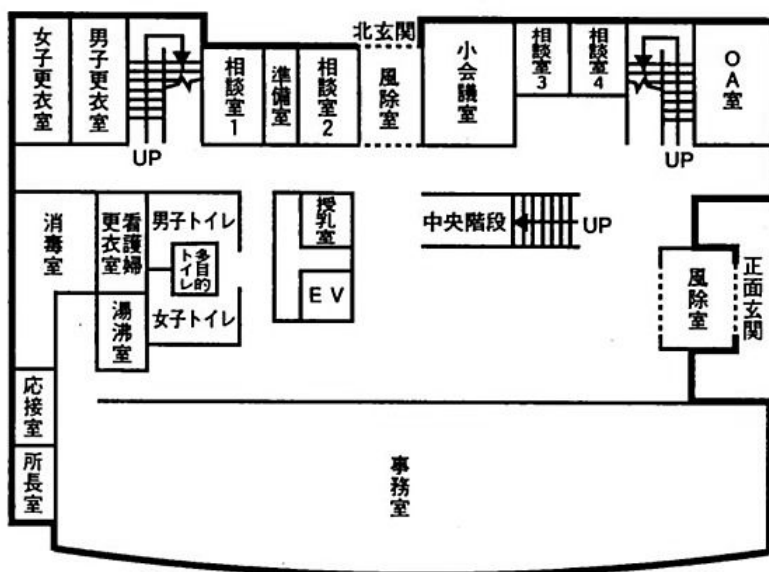 北玄関
女子更衣室
男子更衣室
UP
相談室1
準備室
相談室2
風除室
小会議室
相談室3
相談室4
UP
OA室
消毒室
看護婦
更衣室
男子トイレ
多目的
トイレ
女子トイレ
湯沸室
授乳室
EV
中央階段
UP
風除室
正面玄関
応接室
所長室
事務室